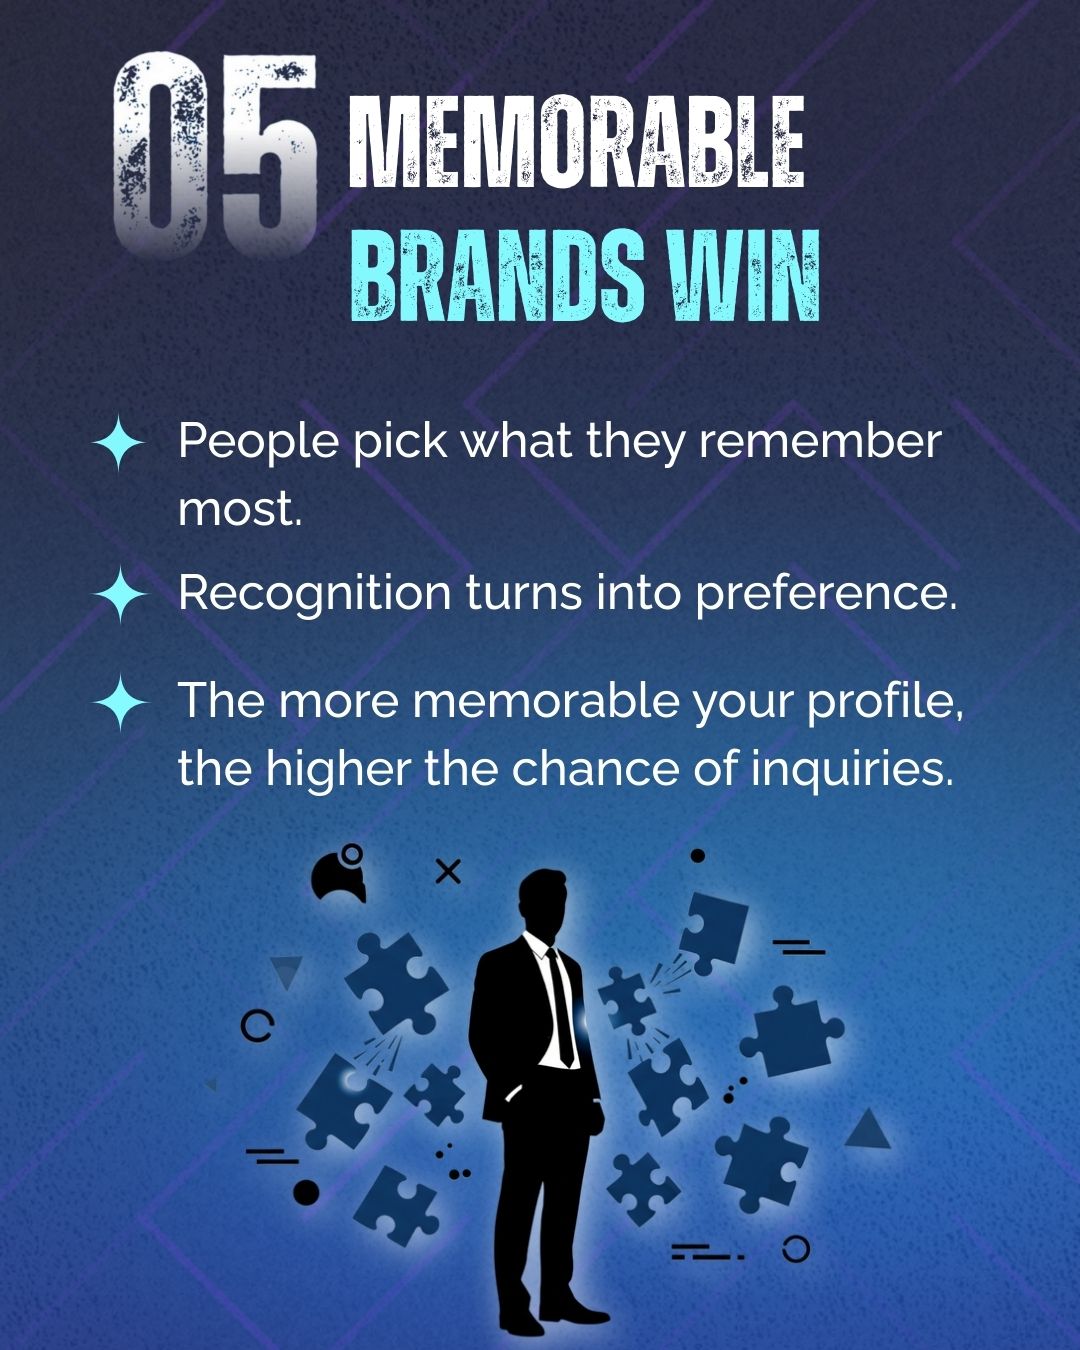 05
MEMORABLE
BRANDS WIN
People pick what they remember
most.
Recognition turns into preference.
The more memorable your profile,
the higher the chance of inquiries.